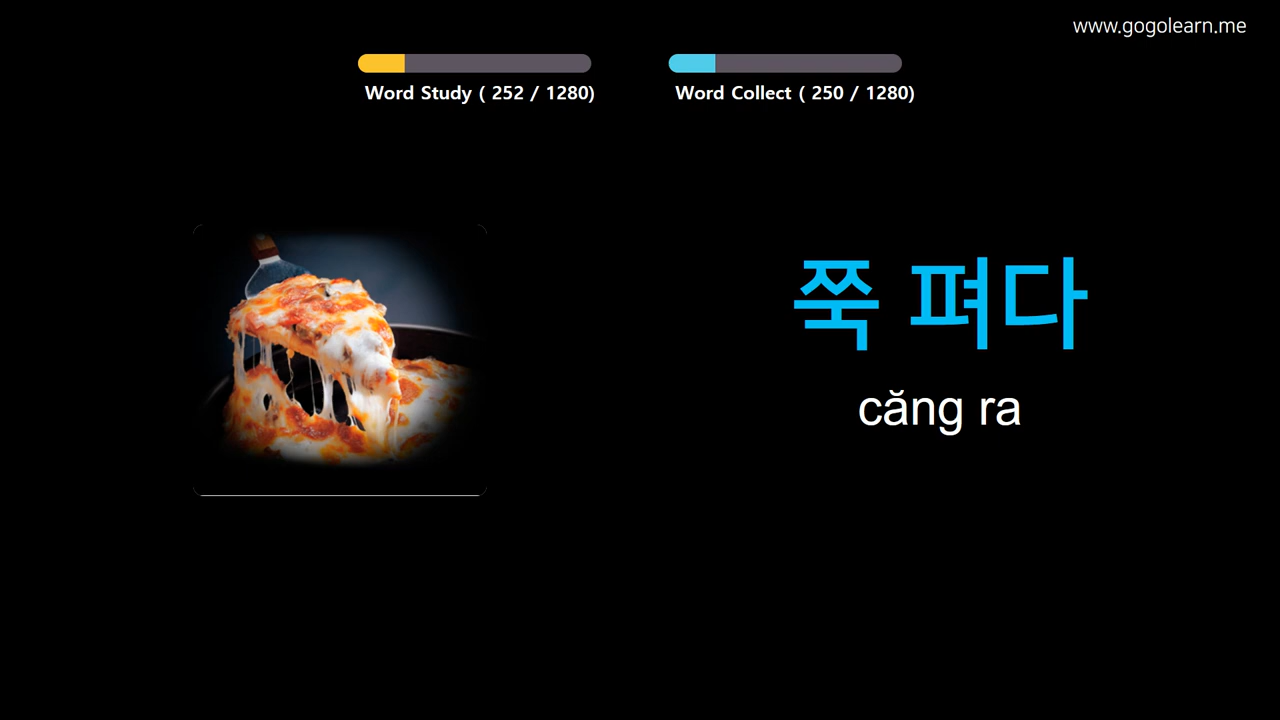 www.gogolearn.me
Word Study ( 252 / 1280)
Word Collect ( 250 / 1280)
쭉 펴다
căng ra